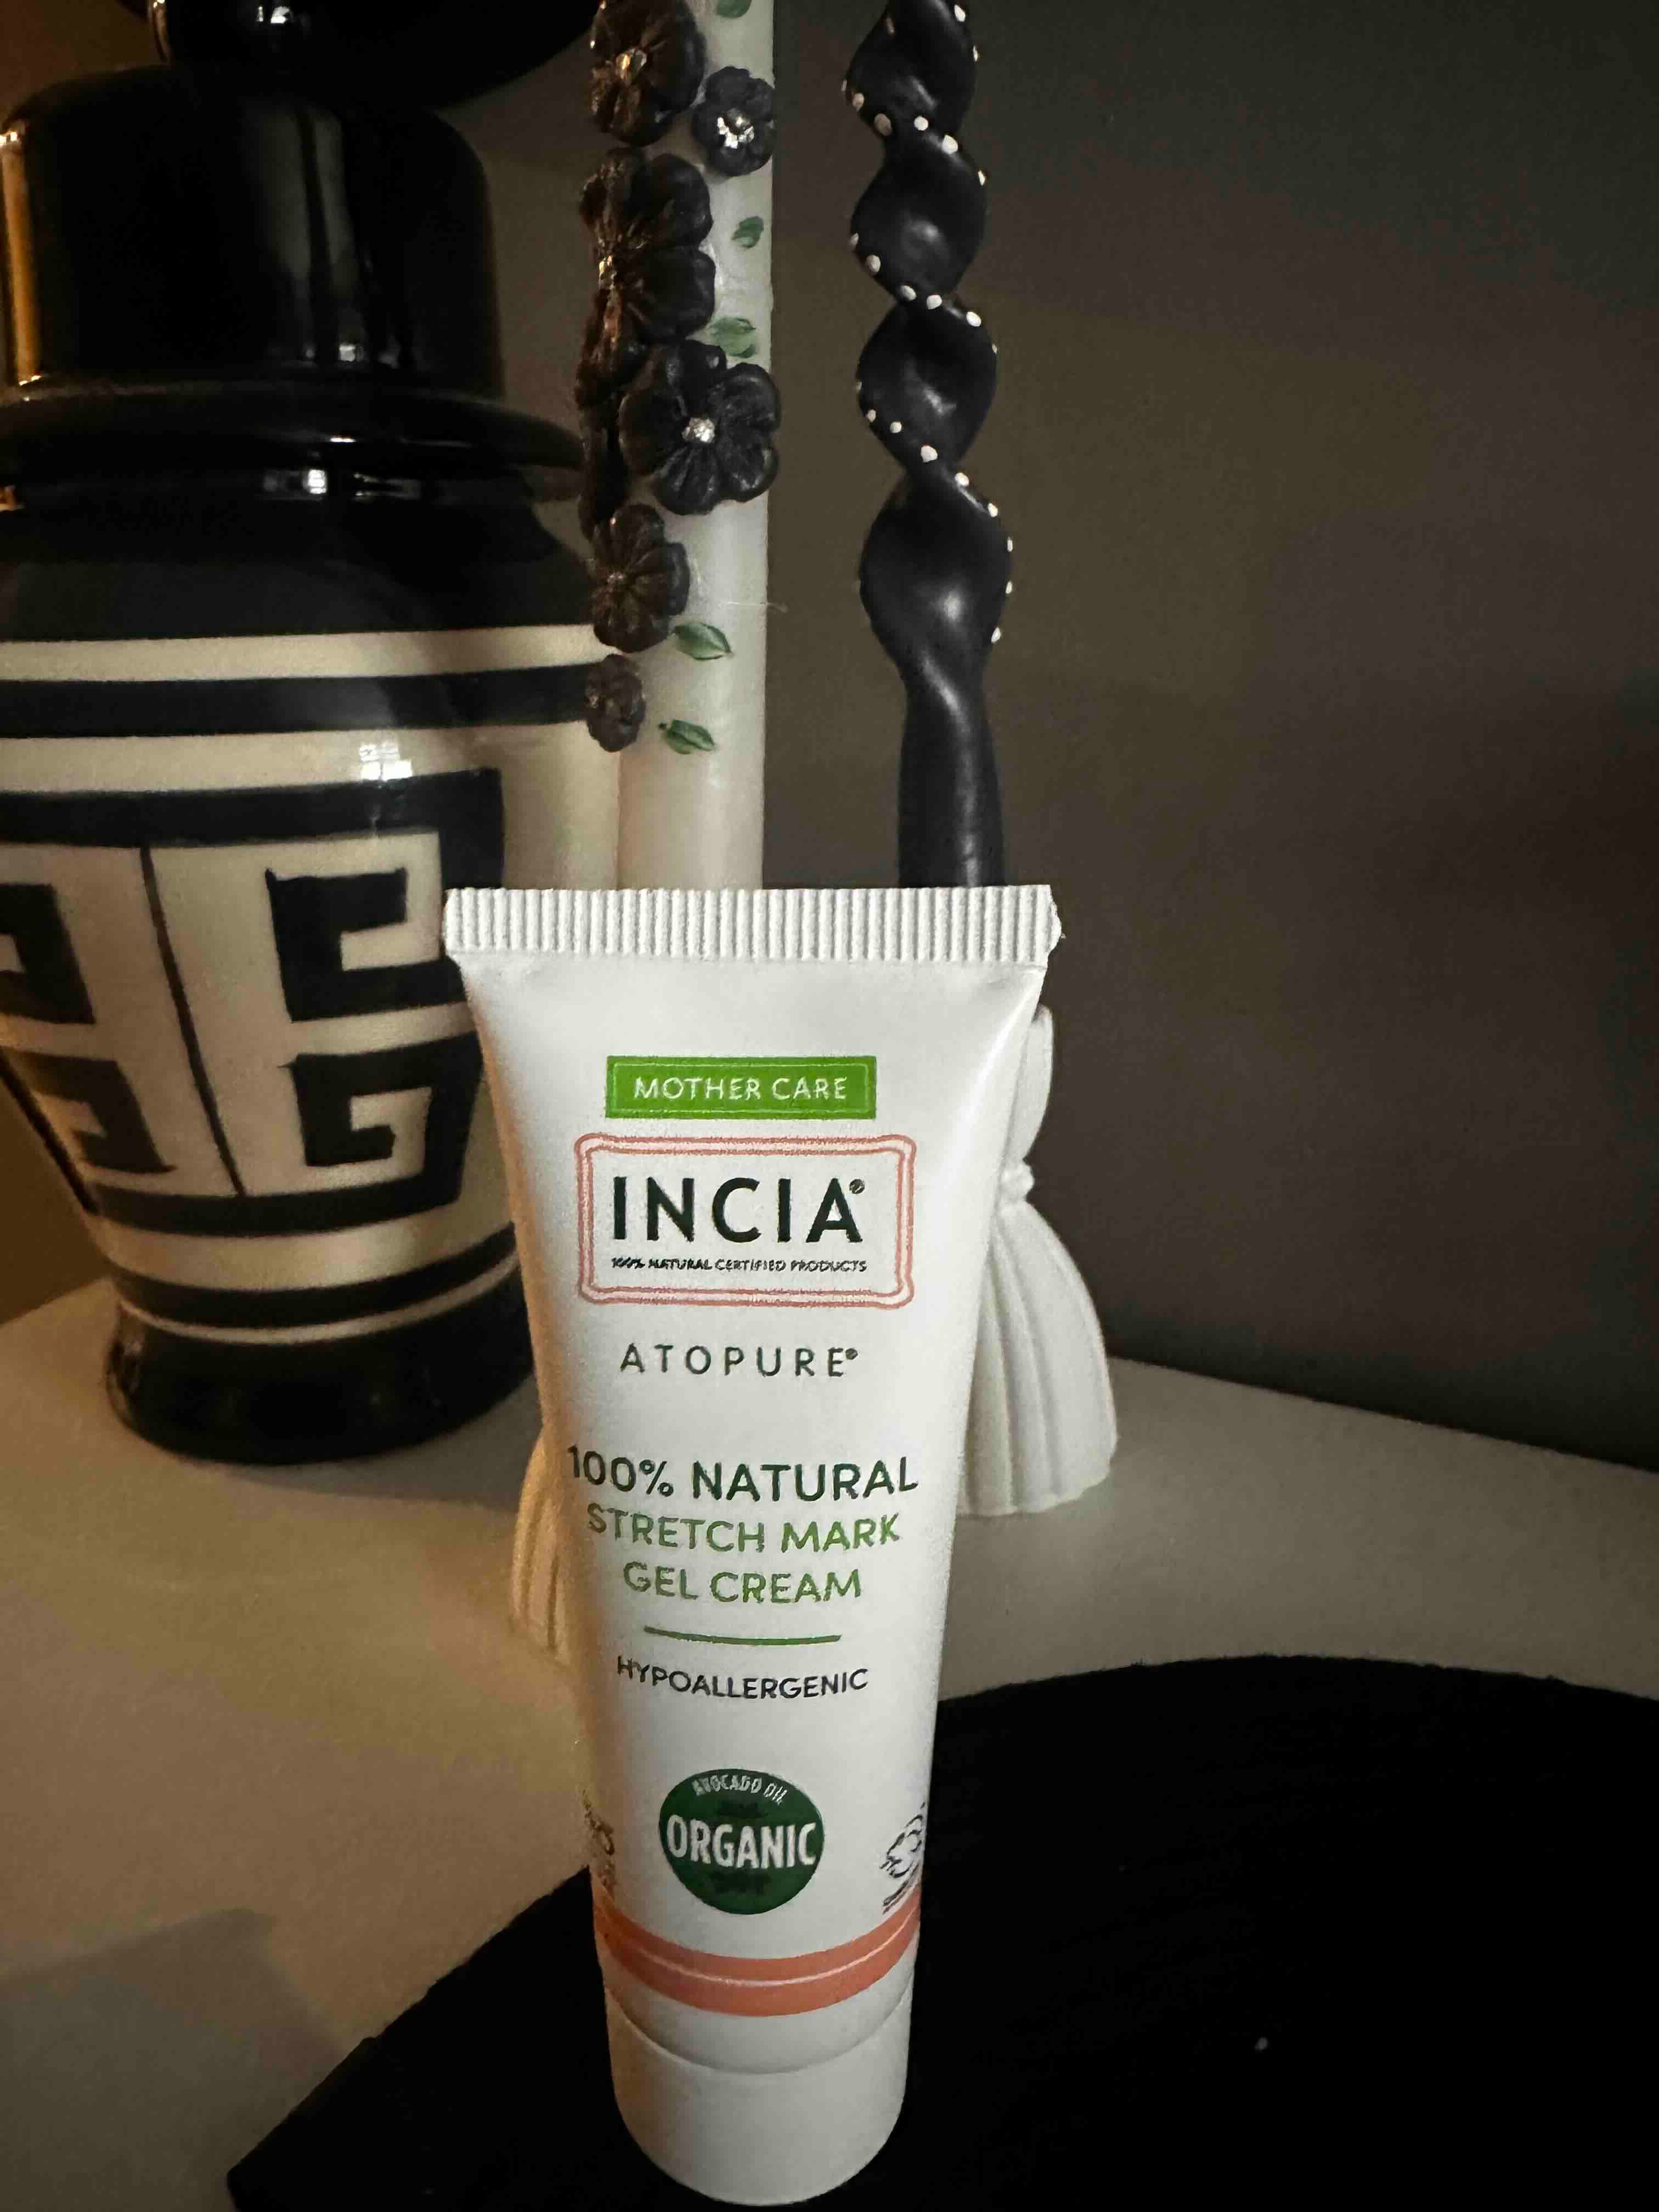 MOTHER CARE
INCIA®
100% NATURAL CERTIFIED PRODUCTS
ATOPURE®
100% NATURAL
STRETCH MARK
GEL CREAM
HYPOALLERGENIC
AVOCADO OIL
ORGANIC